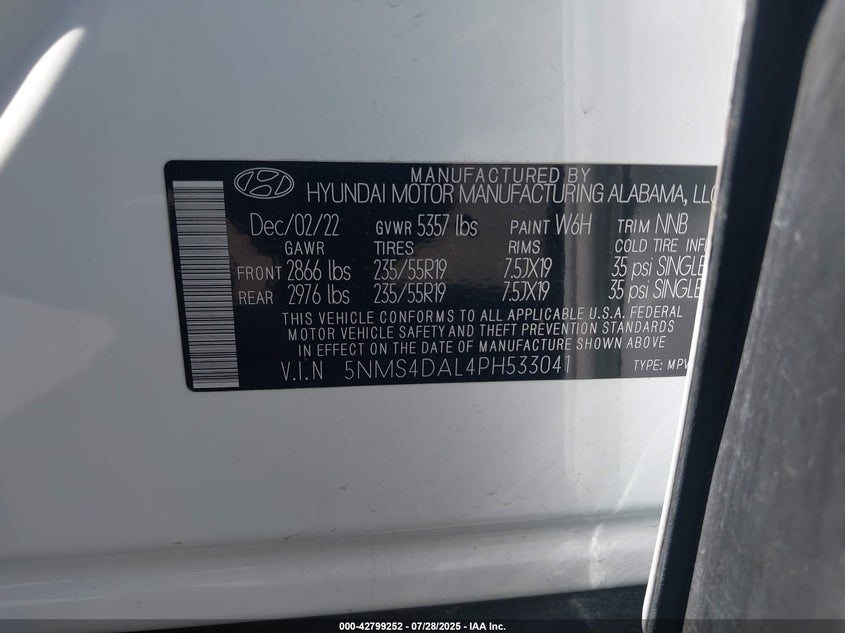 MANUFACTURED BY
HYUNDAI MOTOR MANUFACTURING ALABAMA, LLC
Dec/02/22 GVWR 5357 lbs PAINT W6H TRIM NNB
GAWR TIRES RIMS COLD TIRE INF
FRONT 2866 lbs 235/55R19 7.5JX19 35 psi SINGLE
REAR 2976 lbs 235/55R19 7.5JX19 35 psi SINGLE
THIS VEHICLE CONFORMS TO ALL APPLICABLE U.S.A. FEDERAL
MOTOR VEHICLE SAFETY AND THEFT PREVENTION STANDARDS
IN EFFECT ON THE DATE OF MANUFACTURE SHOWN ABOVE
V.I.N 5NMS4DAL4PH533041 TYPE: MPV
000-42799252 / 07/28/2025 - IAA Inc.